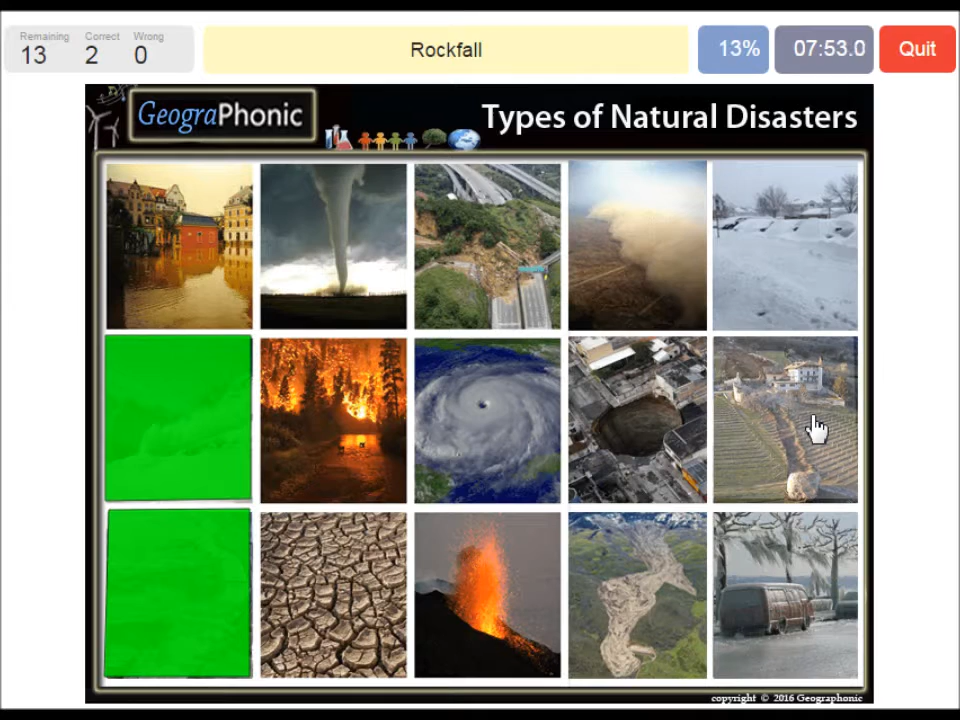 Remaining Correct Wrong
13 2 0
Rockfall
13%
07:53.0
Quit
GeograPhonic
Types of Natural Disasters
copyright © 2016 Geographonic